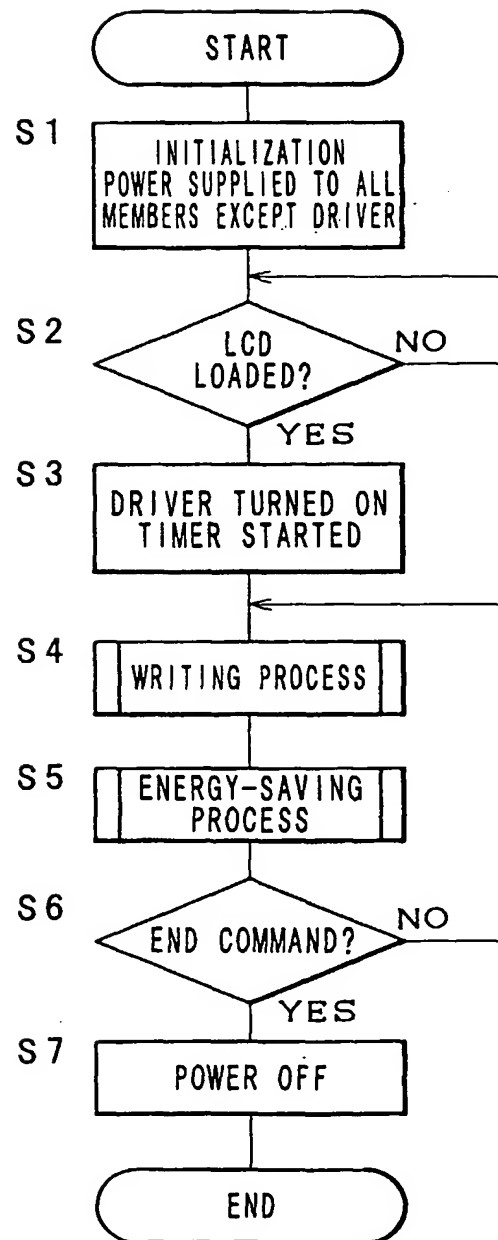 START
S1
INITIALIZATION
POWER SUPPLIED TO ALL
MEMBERS EXCEPT DRIVER
S2
LCD
LOADED?
NO
YES
S3
DRIVER TURNED ON
TIMER STARTED
S4
WRITING PROCESS
S5
ENERGY-SAVING
PROCESS
S6
END COMMAND?
NO
YES
S7
POWER OFF
END